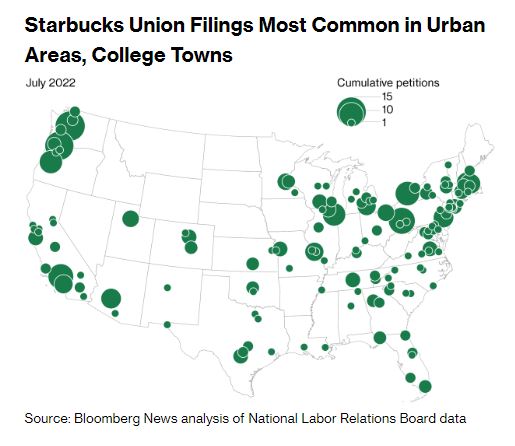 Starbucks Union Filings Most Common in Urban
Areas, College Towns
July 2022
Cumulative petitions
15
10
1
Source: Bloomberg News analysis of National Labor Relations Board data